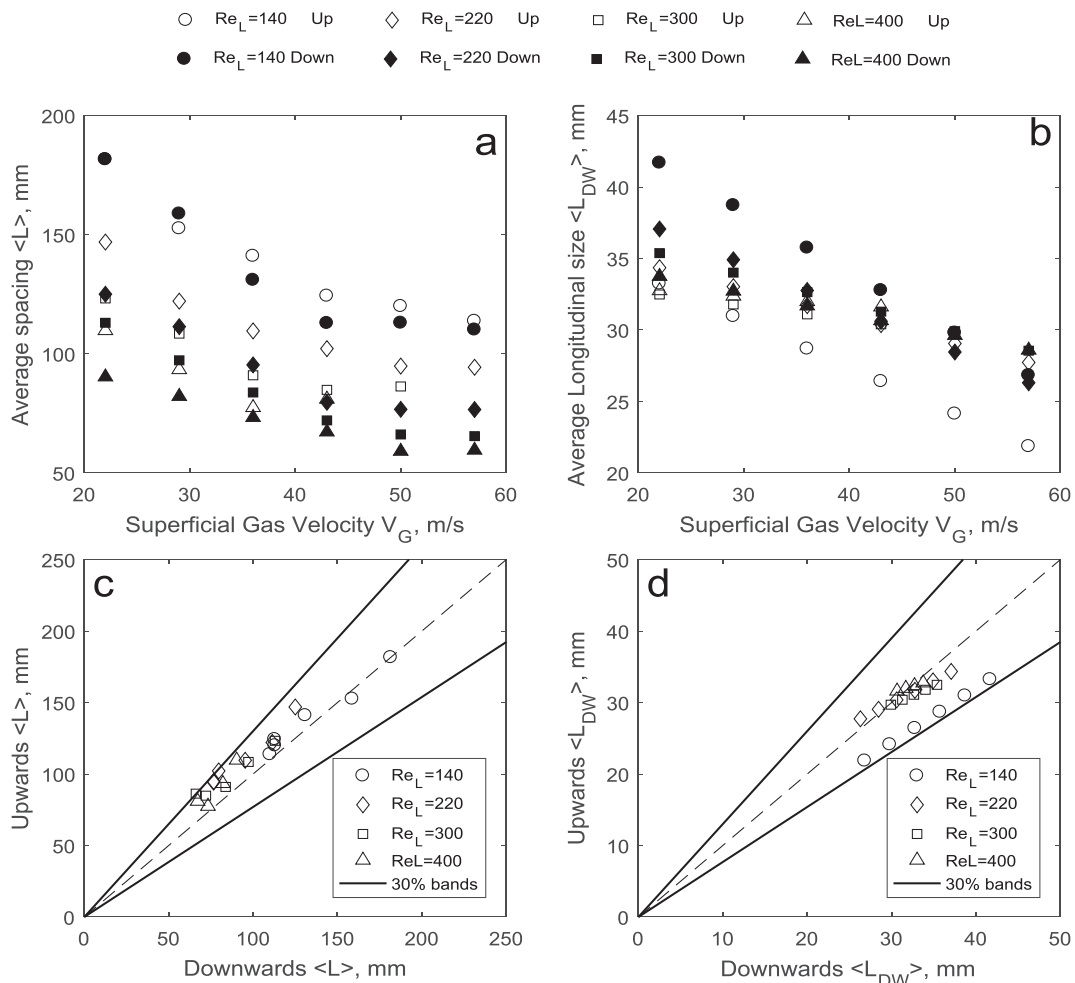 Re_L=140 Up Re_L=220 Up Re_L=300 Up ReL=400 Up
Re_L=140 Down Re_L=220 Down Re_L=300 Down ReL=400 Down
a
Average spacing <L>, mm
200
150
100
50
20 30 40 50 60
Superficial Gas Velocity V_G, m/s
b
Average Longitudinal size <L_DW>, mm
45
40
35
30
25
20
20 30 40 50 60
Superficial Gas Velocity V_G, m/s
c
Upwards <L>, mm
250
200
150
100
50
0
Re_L=140
Re_L=220
Re_L=300
ReL=400
30% bands
0 50 100 150 200 250
Downwards <L>, mm
d
Upwards <L_DW>, mm
50
40
30
20
10
0
Re_L=140
Re_L=220
Re_L=300
ReL=400
30% bands
0 10 20 30 40 50
Downwards <L_DW>, mm